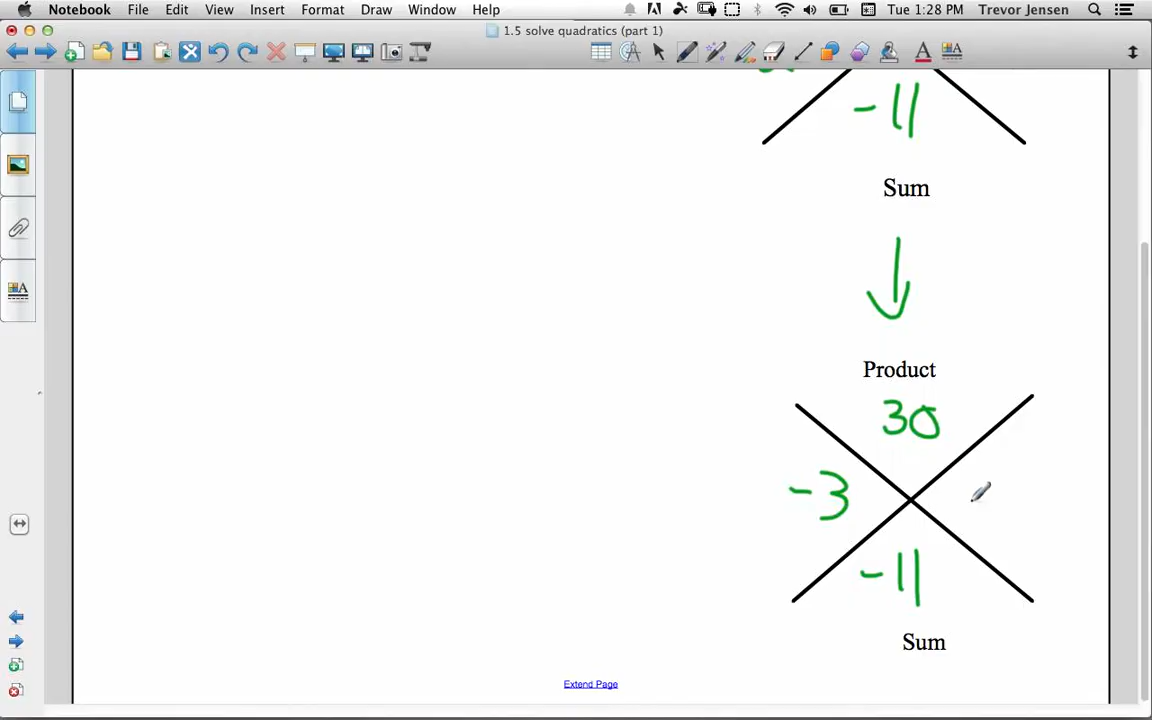 Notebook File Edit View Insert Format Draw Window Help Tue 1:28 PM Trevor Jensen
1.5 solve quadratics (part 1)
-11
Sum
Product
30
-3
-11
Sum
Extend Page